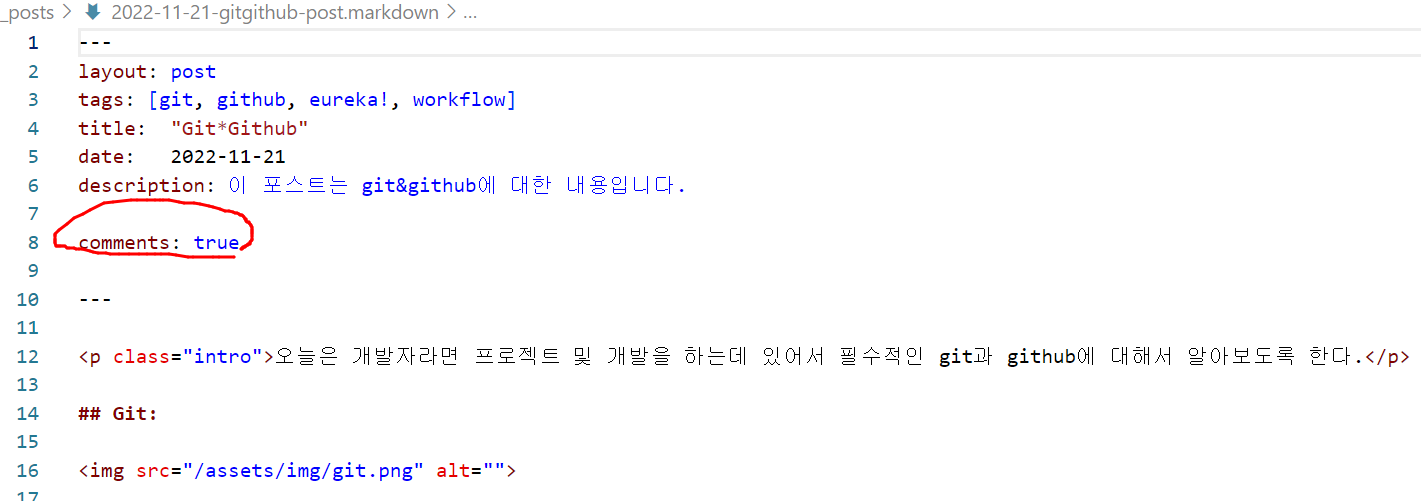 _posts > 2022-11-21-gitgithub-post.markdown > ...
1 ---
2 layout: post
3 tags: [git, github, eureka!, workflow]
4 title:  "Git*Github"
5 date:   2022-11-21
6 description: 이 포스트는 git&github에 대한 내용입니다.
7
8 comments: true
9
10 ---
11
12 <p class="intro">오늘은 개발자라면 프로젝트 및 개발을 하는데 있어서 필수적인 git과 github에 대해서 알아보도록 한다.</p>
13
14 ## Git:
15
16 <img src="/assets/img/git.png" alt="">
17